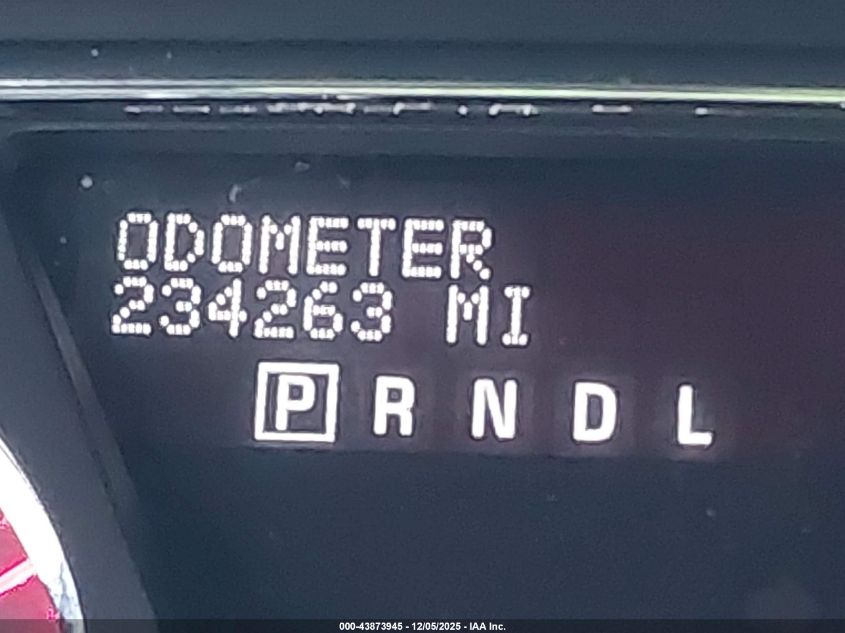 ODOMETER
234263 MI
P R N D L
000-43873945 - 12/05/2025 - IAA Inc.